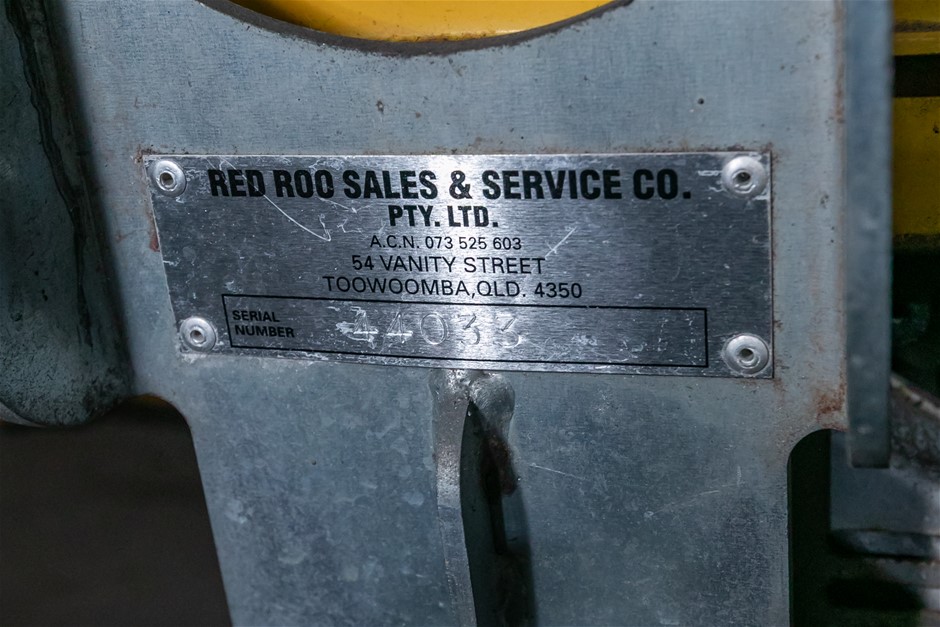 RED ROO SALES & SERVICE CO.
PTY. LTD.
A.C.N. 073 525 603
54 VANITY STREET
TOOWOOMBA, QLD. 4350
SERIAL
NUMBER
44033